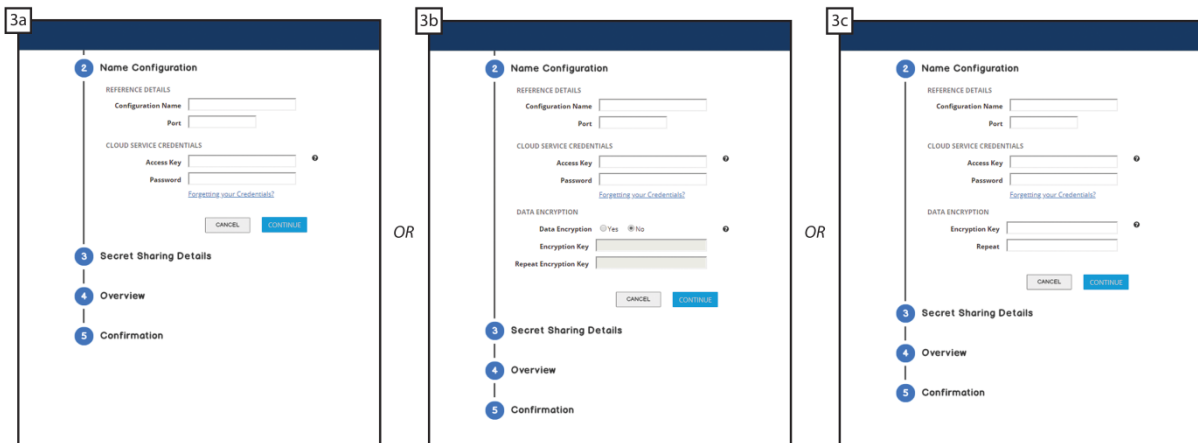 3a
2 Name Configuration
REFERENCE DETAILS
Configuration Name
Port
CLOUD SERVICE CREDENTIALS
Access Key
Password
Forgetting your Credentials?
CANCEL CONTINUE
3 Secret Sharing Details
4 Overview
5 Confirmation
OR
3b
2 Name Configuration
REFERENCE DETAILS
Configuration Name
Port
CLOUD SERVICE CREDENTIALS
Access Key ?
Password
Forgetting your Credentials?
DATA ENCRYPTION
Data Encryption Yes No ?
Encryption Key
Repeat Encryption Key
CANCEL CONTINUE
3 Secret Sharing Details
4 Overview
5 Confirmation
OR
3c
2 Name Configuration
REFERENCE DETAILS
Configuration Name
Port
CLOUD SERVICE CREDENTIALS
Access Key ?
Password
Forgetting your Credentials?
DATA ENCRYPTION
Encryption Key ?
Repeat
CANCEL CONTINUE
3 Secret Sharing Details
4 Overview
5 Confirmation